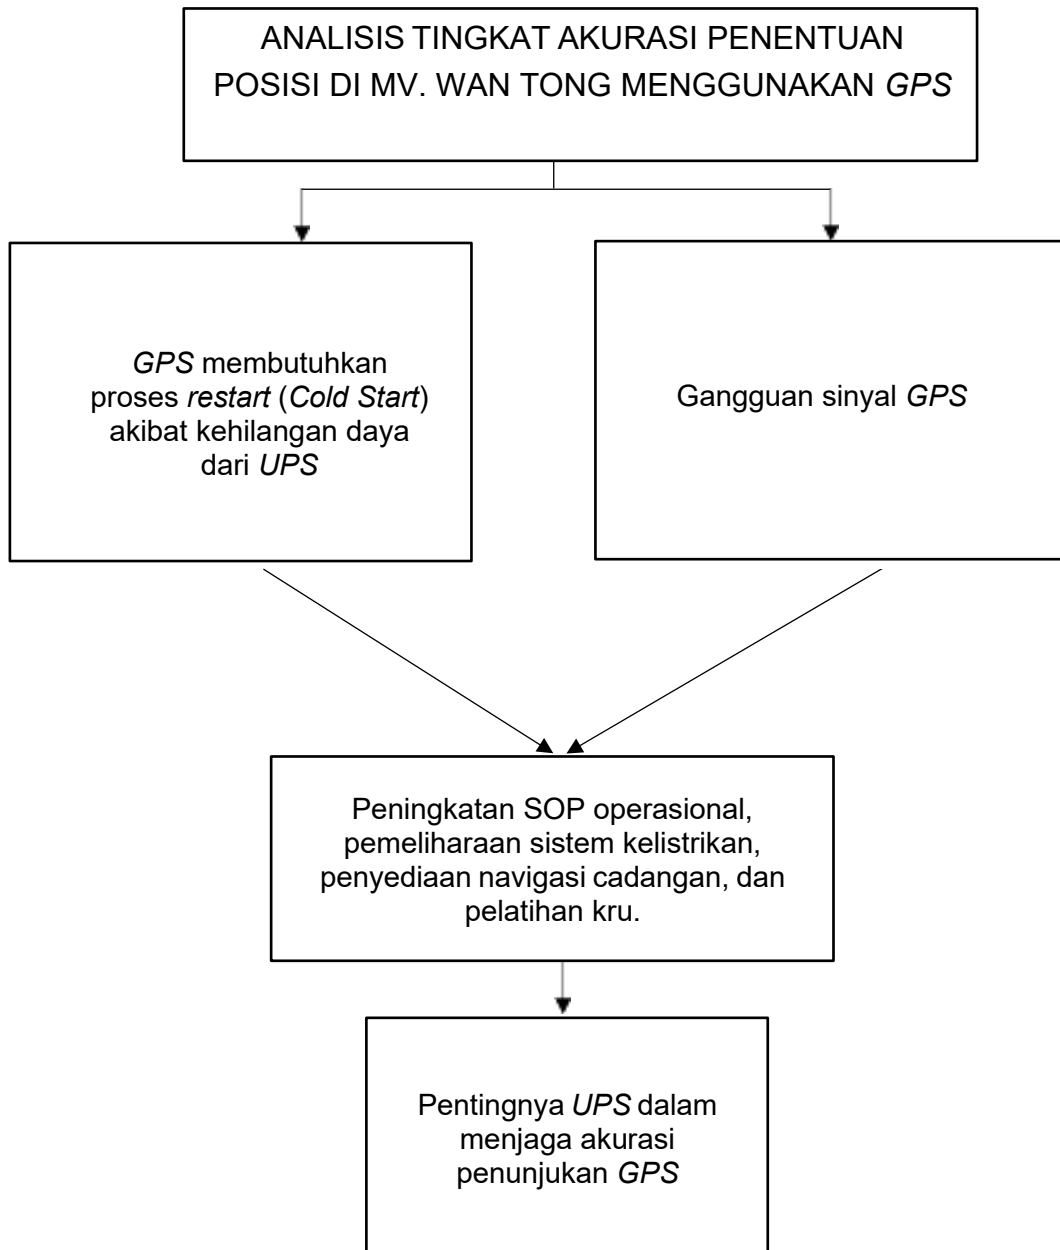 ANALISIS TINGKAT AKURASI PENENTUAN
POSISI DI MV. WAN TONG MENGGUNAKAN GPS
GPS membutuhkan
proses restart (Cold Start)
akibat kehilangan daya
dari UPS
Gangguan sinyal GPS
Peningkatan SOP operasional,
pemeliharaan sistem kelistrikan,
penyediaan navigasi cadangan, dan
pelatihan kru.
Pentingnya UPS dalam
menjaga akurasi
penunjukan GPS